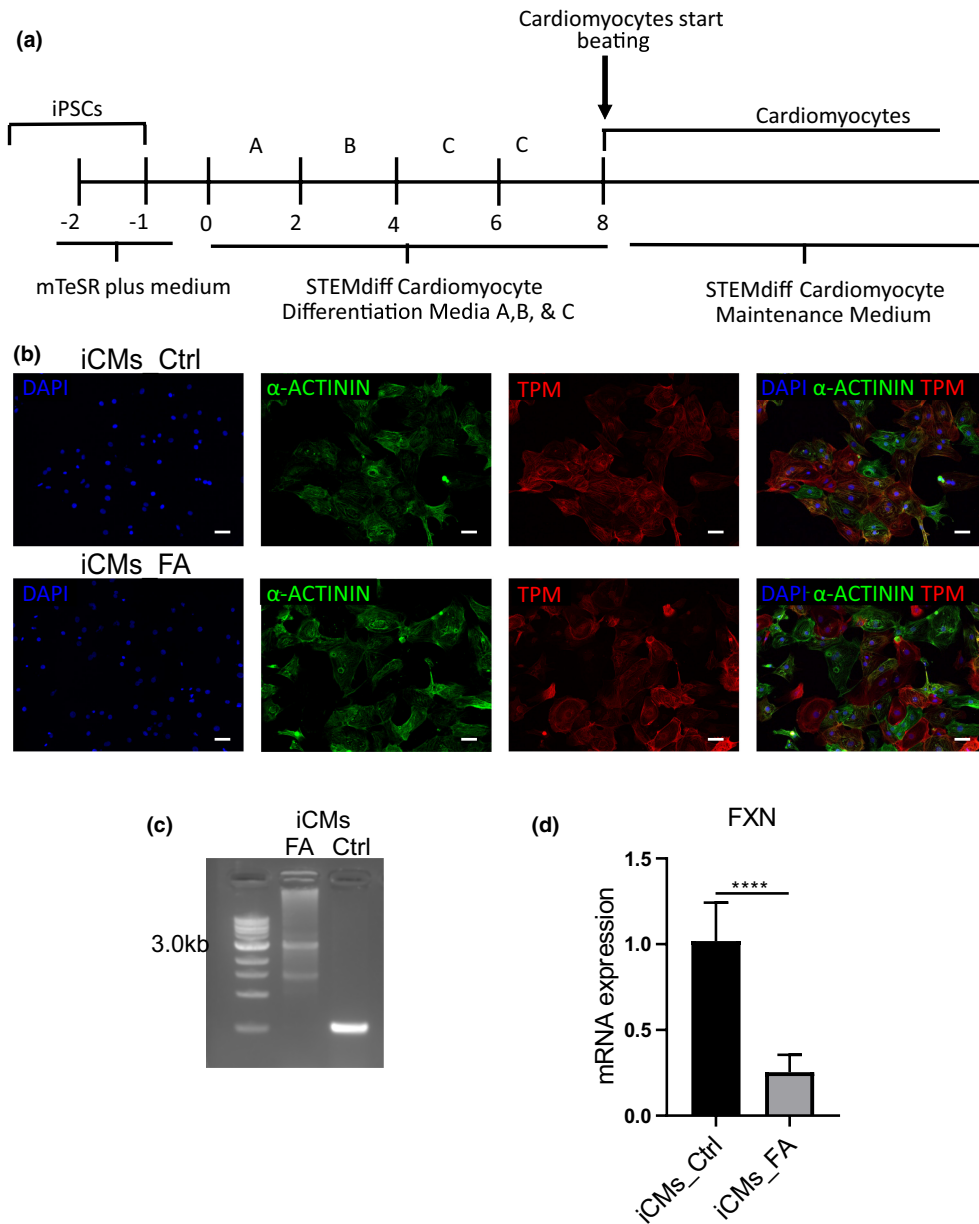 (a)
Cardiomyocytes start
beating
iPSCs
Cardiomyocytes
A
B
C
C
-2
-1
0
2
4
6
8
mTeSR plus medium
STEMdiff Cardiomyocyte
Differentiation Media A,B, & C
STEMdiff Cardiomyocyte
Maintenance Medium
(b)
iCMs_Ctrl
DAPI
α-ACTININ
TPM
DAPI α-ACTININ TPM
iCMs_FA
DAPI
α-ACTININ
TPM
DAPI α-ACTININ TPM
(c)
iCMs
FA Ctrl
3.0kb
(d)
FXN
****
mRNA expression
1.5
1.0
0.5
0.0
iCMs_Ctrl
iCMs_FA